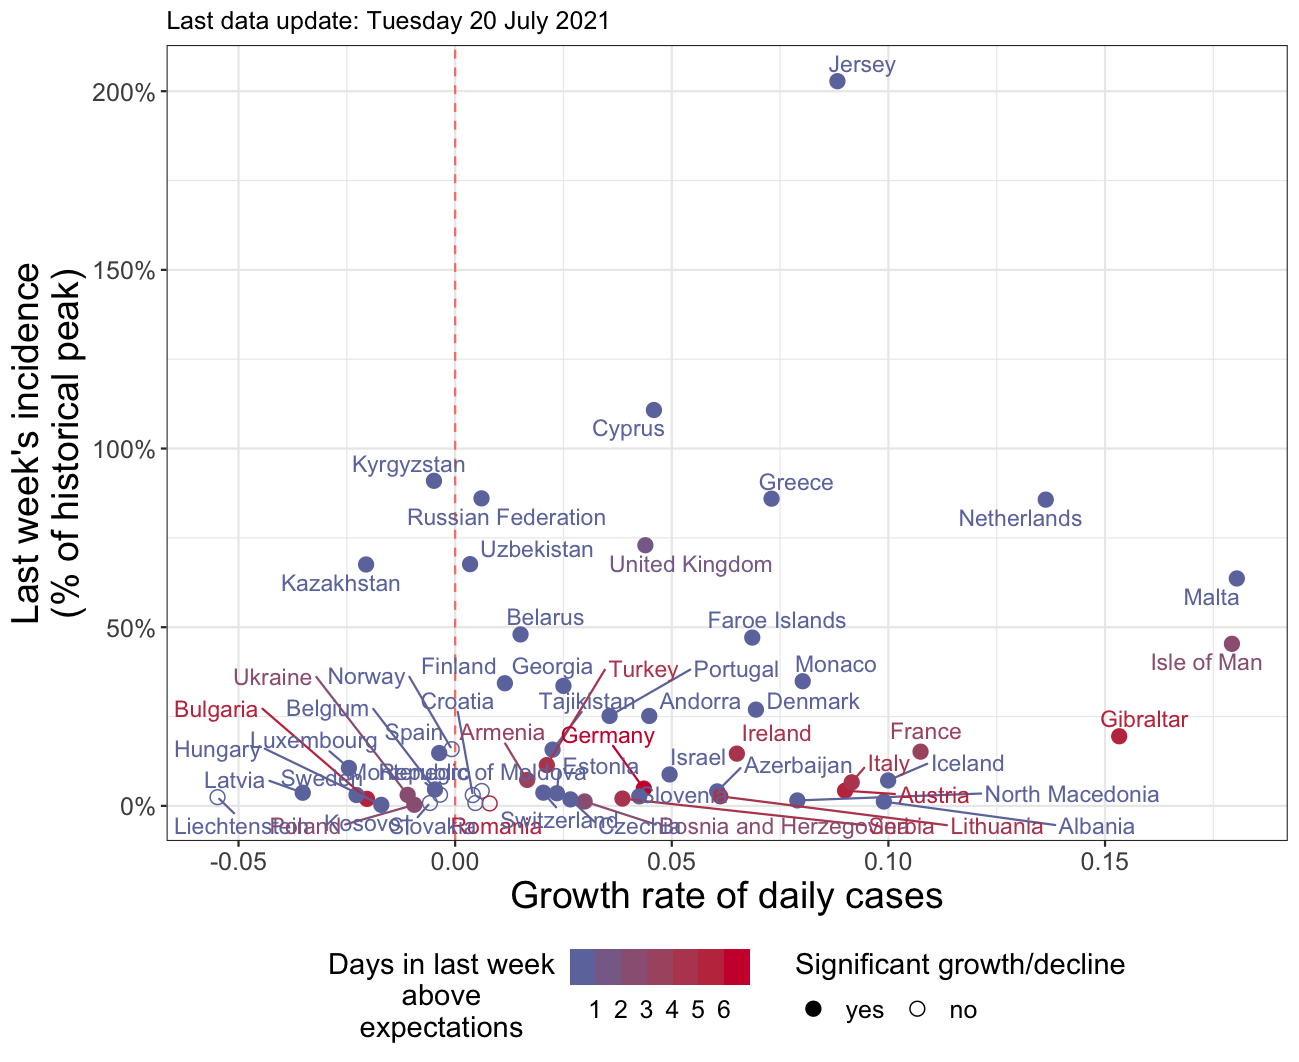 Last data update: Tuesday 20 July 2021
Last week's incidence
(% of historical peak)
200%
150%
100%
50%
0%
Jersey
Cyprus
Kyrgyzstan
Greece
Russian Federation
Netherlands
Uzbekistan
United Kingdom
Kazakhstan
Malta
Belarus
Faroe Islands
Isle of Man
Finland
Georgia
Turkey
Portugal
Monaco
Ukraine
Norway
Croatia
Tajikistan
Andorra
Denmark
Bulgaria
Belgium
Gibraltar
Luxembourg
Spain
Armenia
Germany
Ireland
France
Hungary
Israel
Azerbaijan
Italy
Iceland
Latvia
Sweden
Montenegro
Republic of Moldova
Estonia
Slovenia
Austria
North Macedonia
Liechtenstein
Poland
Kosovo
Slovakia
Romania
Switzerland
Czechia
Bosnia and Herzegovina
Serbia
Lithuania
Albania
-0.05
0.00
0.05
0.10
0.15
Growth rate of daily cases
Days in last week
above
expectations
1 2 3 4 5 6
Significant growth/decline
yes
no